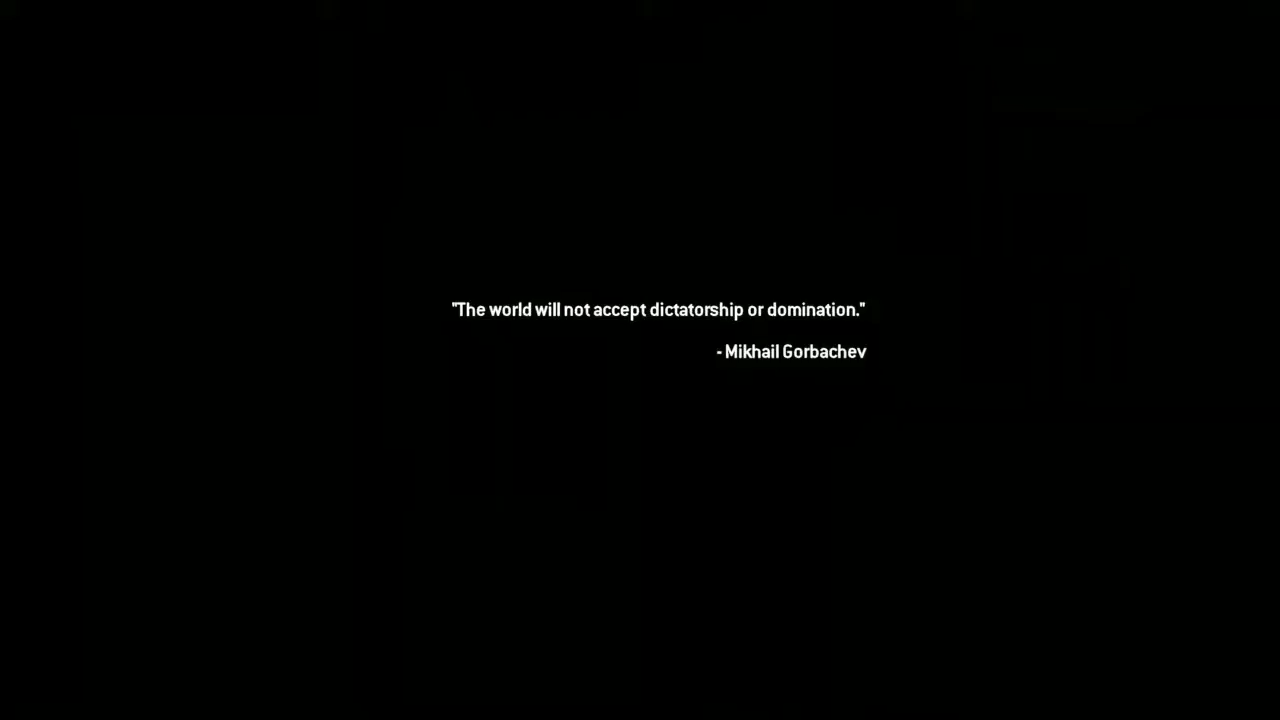 "The world will not accept dictatorship or domination."
- Mikhail Gorbachev